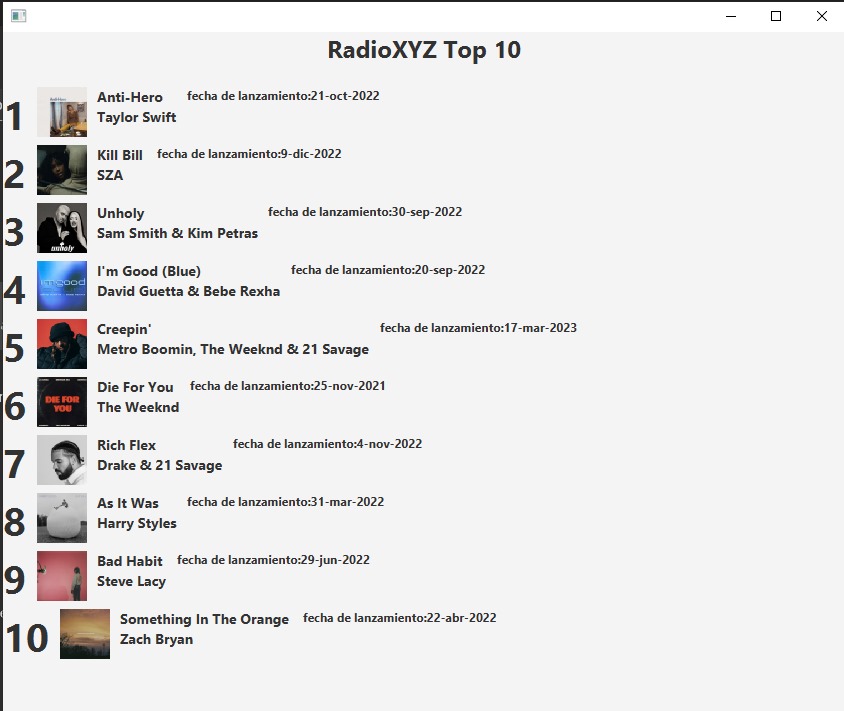 RadioXYZ Top 10
1
Anti-Hero fecha de lanzamiento:21-oct-2022
Taylor Swift
2
Kill Bill fecha de lanzamiento:9-dic-2022
SZA
3
Unholy fecha de lanzamiento:30-sep-2022
Sam Smith & Kim Petras
unholy
4
I'm Good (Blue) fecha de lanzamiento:20-sep-2022
David Guetta & Bebe Rexha
im good
5
Creepin' fecha de lanzamiento:17-mar-2023
Metro Boomin, The Weeknd & 21 Savage
6
Die For You fecha de lanzamiento:25-nov-2021
The Weeknd
DIE FOR
YOU
7
Rich Flex fecha de lanzamiento:4-nov-2022
Drake & 21 Savage
8
As It Was fecha de lanzamiento:31-mar-2022
Harry Styles
9
Bad Habit fecha de lanzamiento:29-jun-2022
Steve Lacy
10
Something In The Orange fecha de lanzamiento:22-abr-2022
Zach Bryan